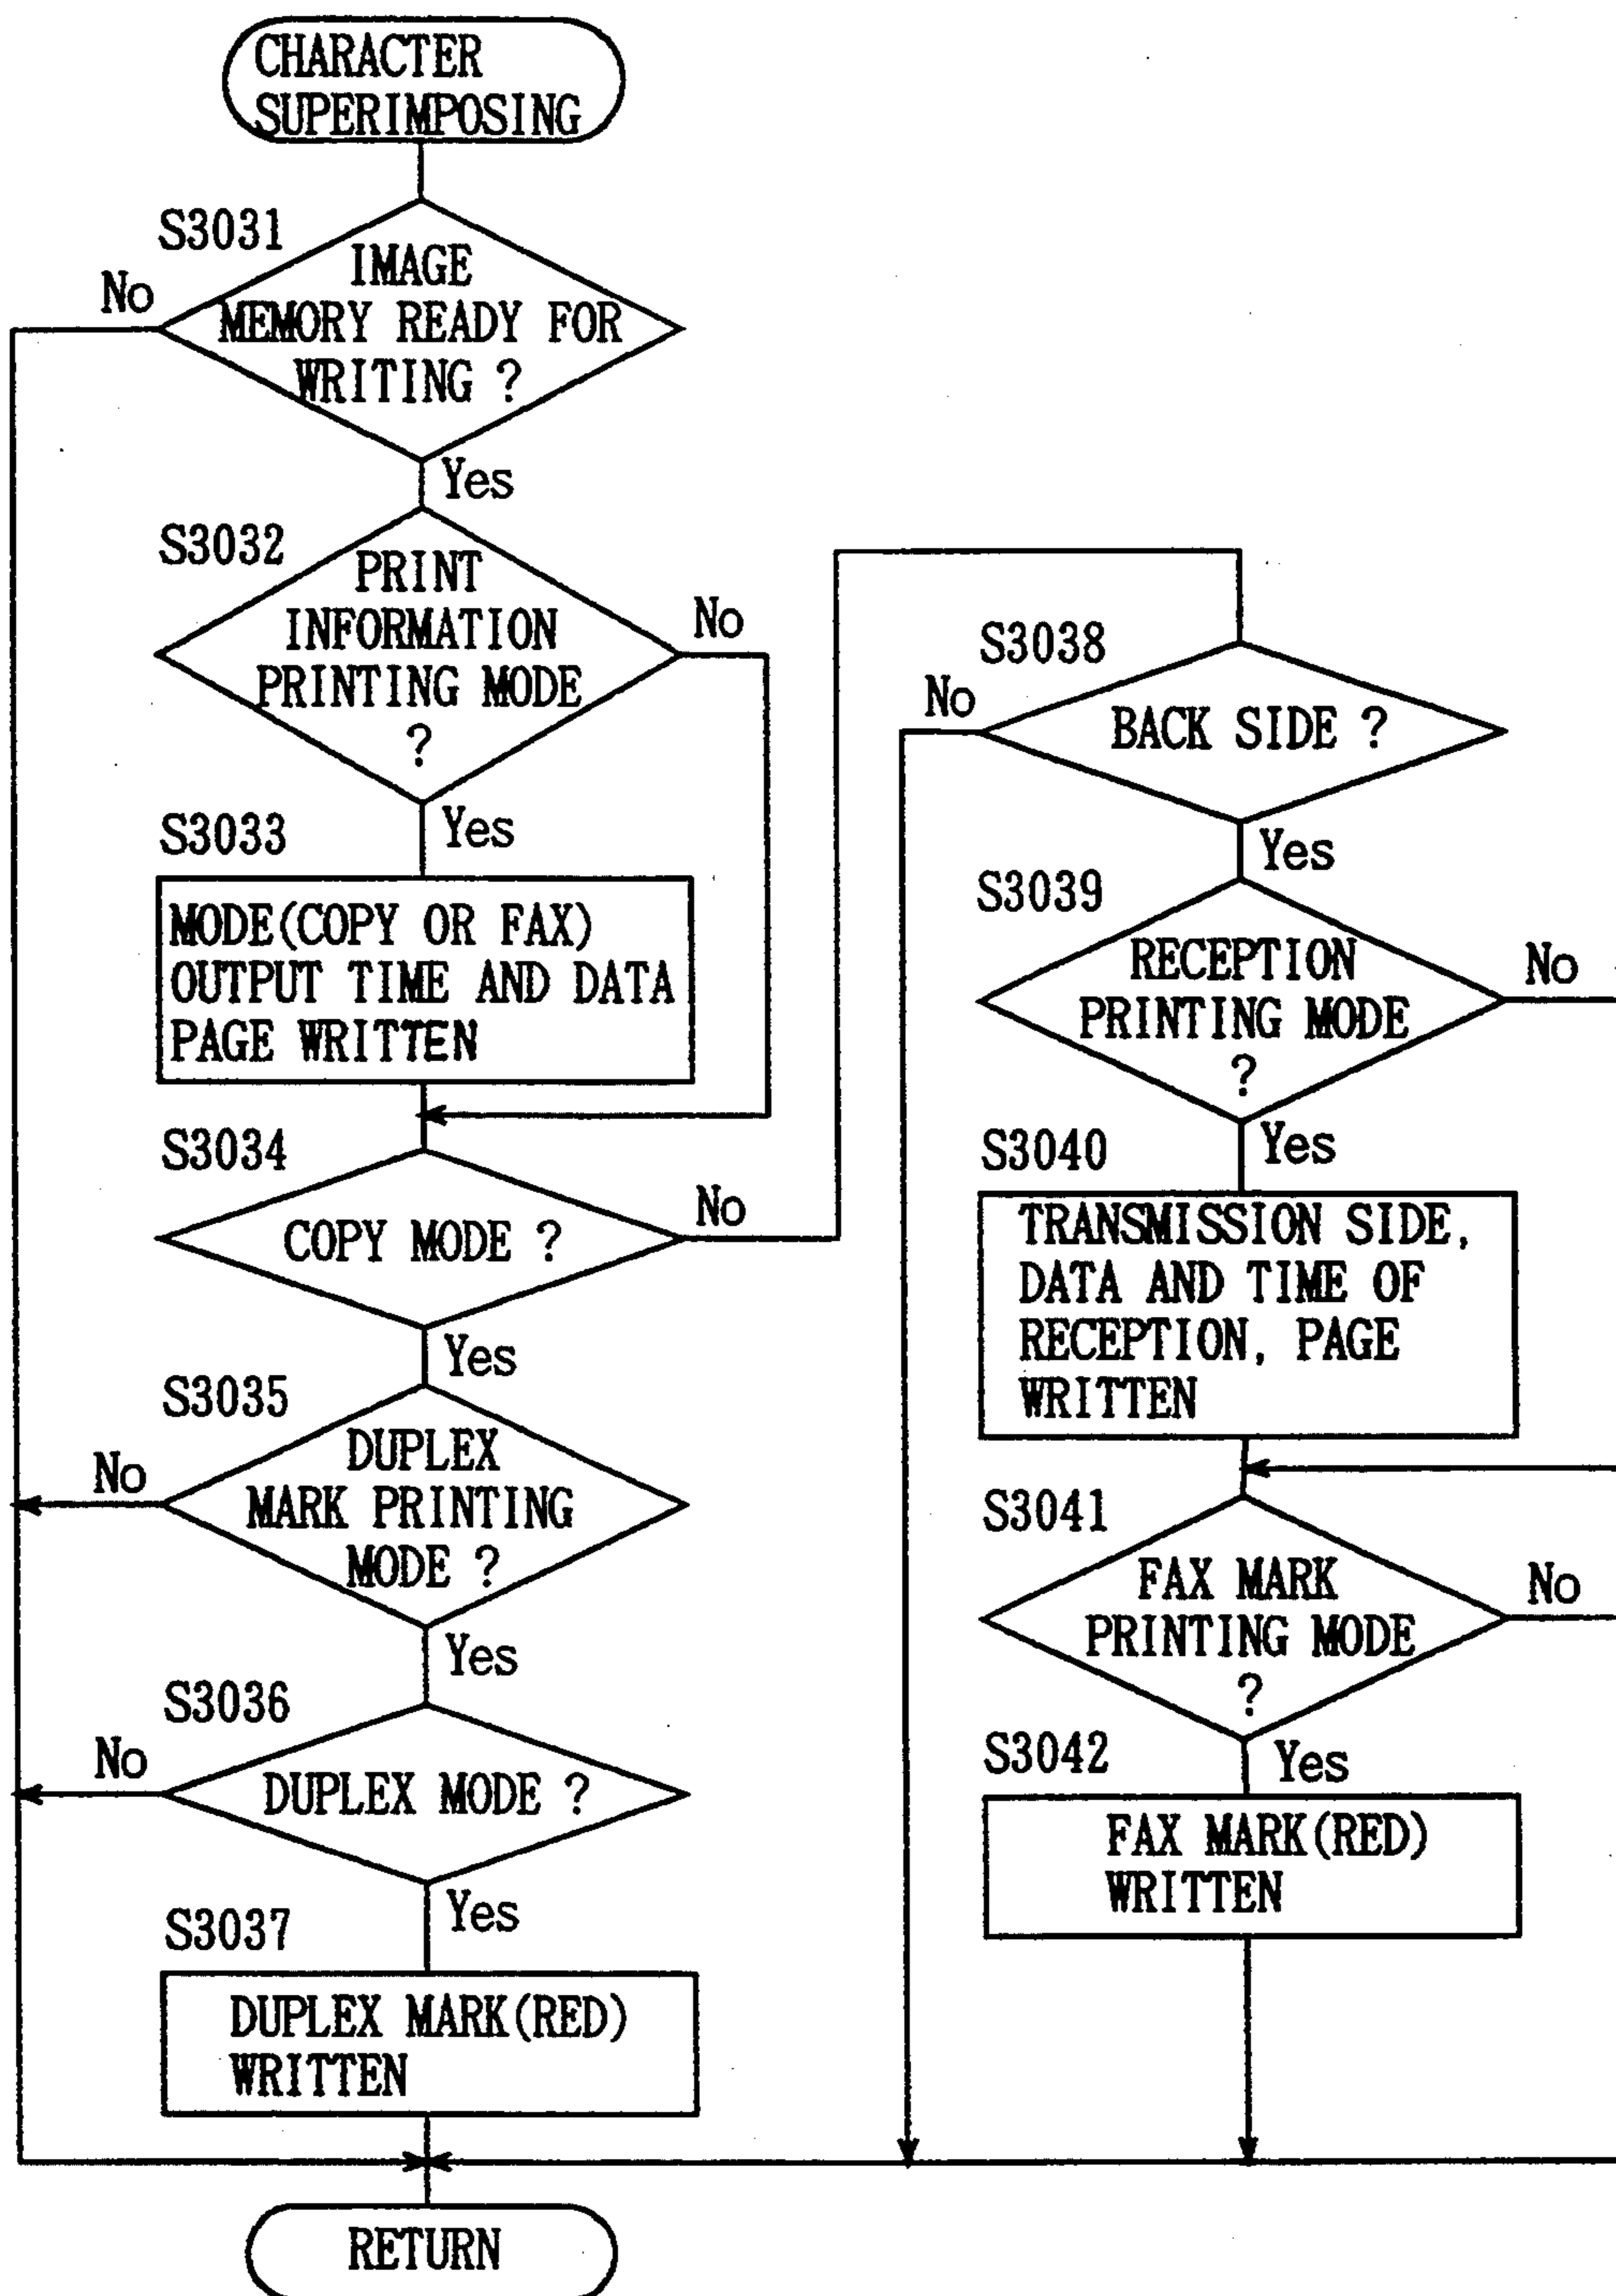 CHARACTER
SUPERIMPOSING
S3031
IMAGE
MEMORY READY FOR
WRITING ?
No
Yes
S3032
PRINT
INFORMATION
PRINTING MODE
?
No
Yes
S3033
MODE(COPY OR FAX)
OUTPUT TIME AND DATA
PAGE WRITTEN
S3034
COPY MODE ?
No
Yes
S3035
DUPLEX
MARK PRINTING
MODE ?
No
Yes
S3036
DUPLEX MODE ?
No
Yes
S3037
DUPLEX MARK(RED)
WRITTEN
RETURN
S3038
BACK SIDE ?
No
Yes
S3039
RECEPTION
PRINTING MODE
?
No
Yes
S3040
TRANSMISSION SIDE,
DATA AND TIME OF
RECEPTION, PAGE
WRITTEN
S3041
FAX MARK
PRINTING MODE
?
No
Yes
S3042
FAX MARK(RED)
WRITTEN